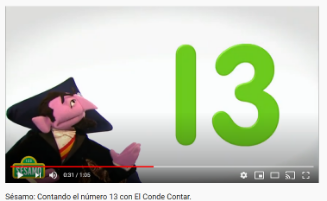 13
SÉSAMO
0:31 / 1:05
Sésamo: Contando el número 13 con El Conde Contar.